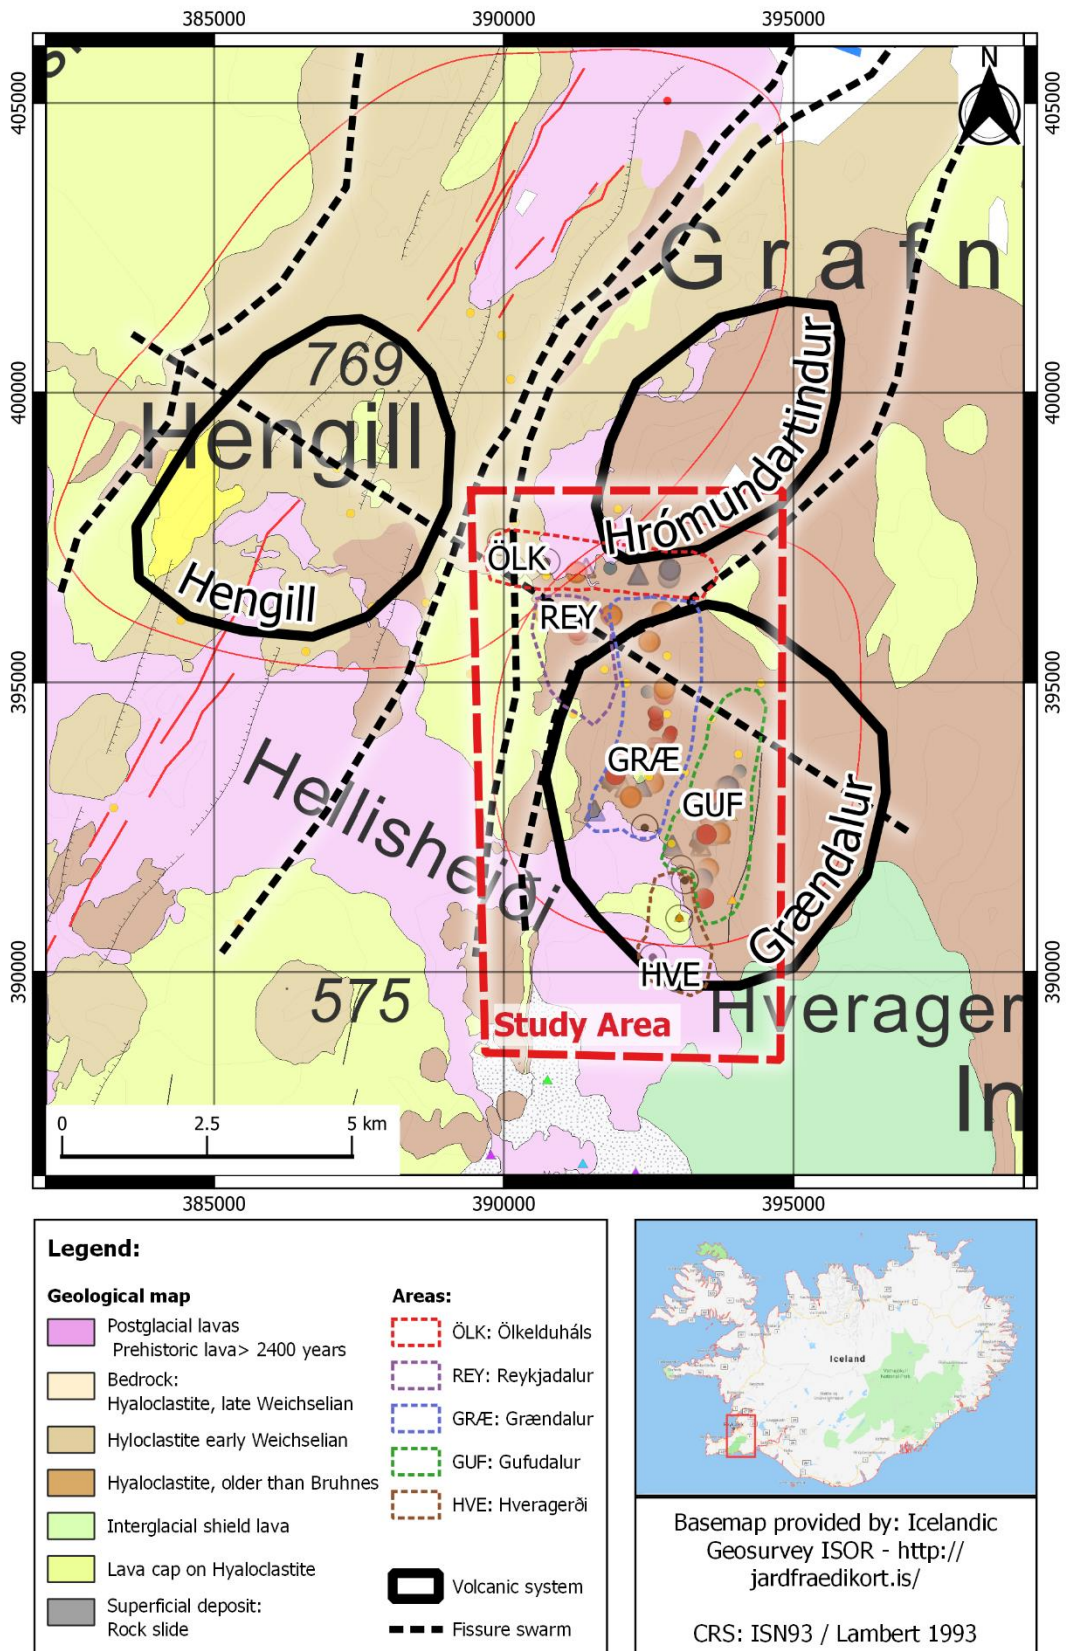 385000
390000
395000
N
405000
405000
Grafn
769
Hengill
400000
400000
Hrómundartindur
Hengill
ÖLK
REY
395000
395000
GRÆ
GUF
Hellisheiði
Grændalur
HVE
390000
390000
575
Study Area
Hverager
In
0
2.5
5 km
385000
390000
395000
Legend:
Geological map
Postglacial lavas
Prehistoric lava> 2400 years
Bedrock:
Hyaloclastite, late Weichselian
Hyloclastite early Weichselian
Hyaloclastite, older than Bruhnes
Interglacial shield lava
Lava cap on Hyaloclastite
Superficial deposit:
Rock slide
Areas:
ÖLK: Ölkelduháls
REY: Reykjadalur
GRÆ: Grændalur
GUF: Gufudalur
HVE: Hveragerði
Volcanic system
Fissure swarm
Iceland
Basemap provided by: Icelandic
Geosurvey ISOR - http://
jardfraedikort.is/
CRS: ISN93 / Lambert 1993